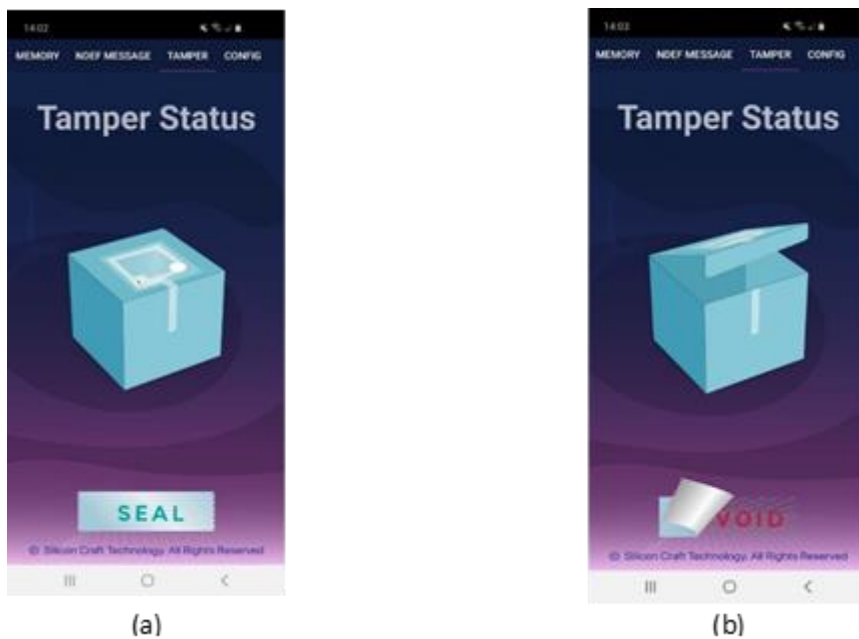 14:02
MEMORY NDEF MESSAGE TAMPER CONFIG
Tamper Status
SEAL
© Silicon Craft Technology. All Rights Reserved
(a)
14:03
MEMORY NDEF MESSAGE TAMPER CONFIG
Tamper Status
VOID
© Silicon Craft Technology. All Rights Reserved
(b)